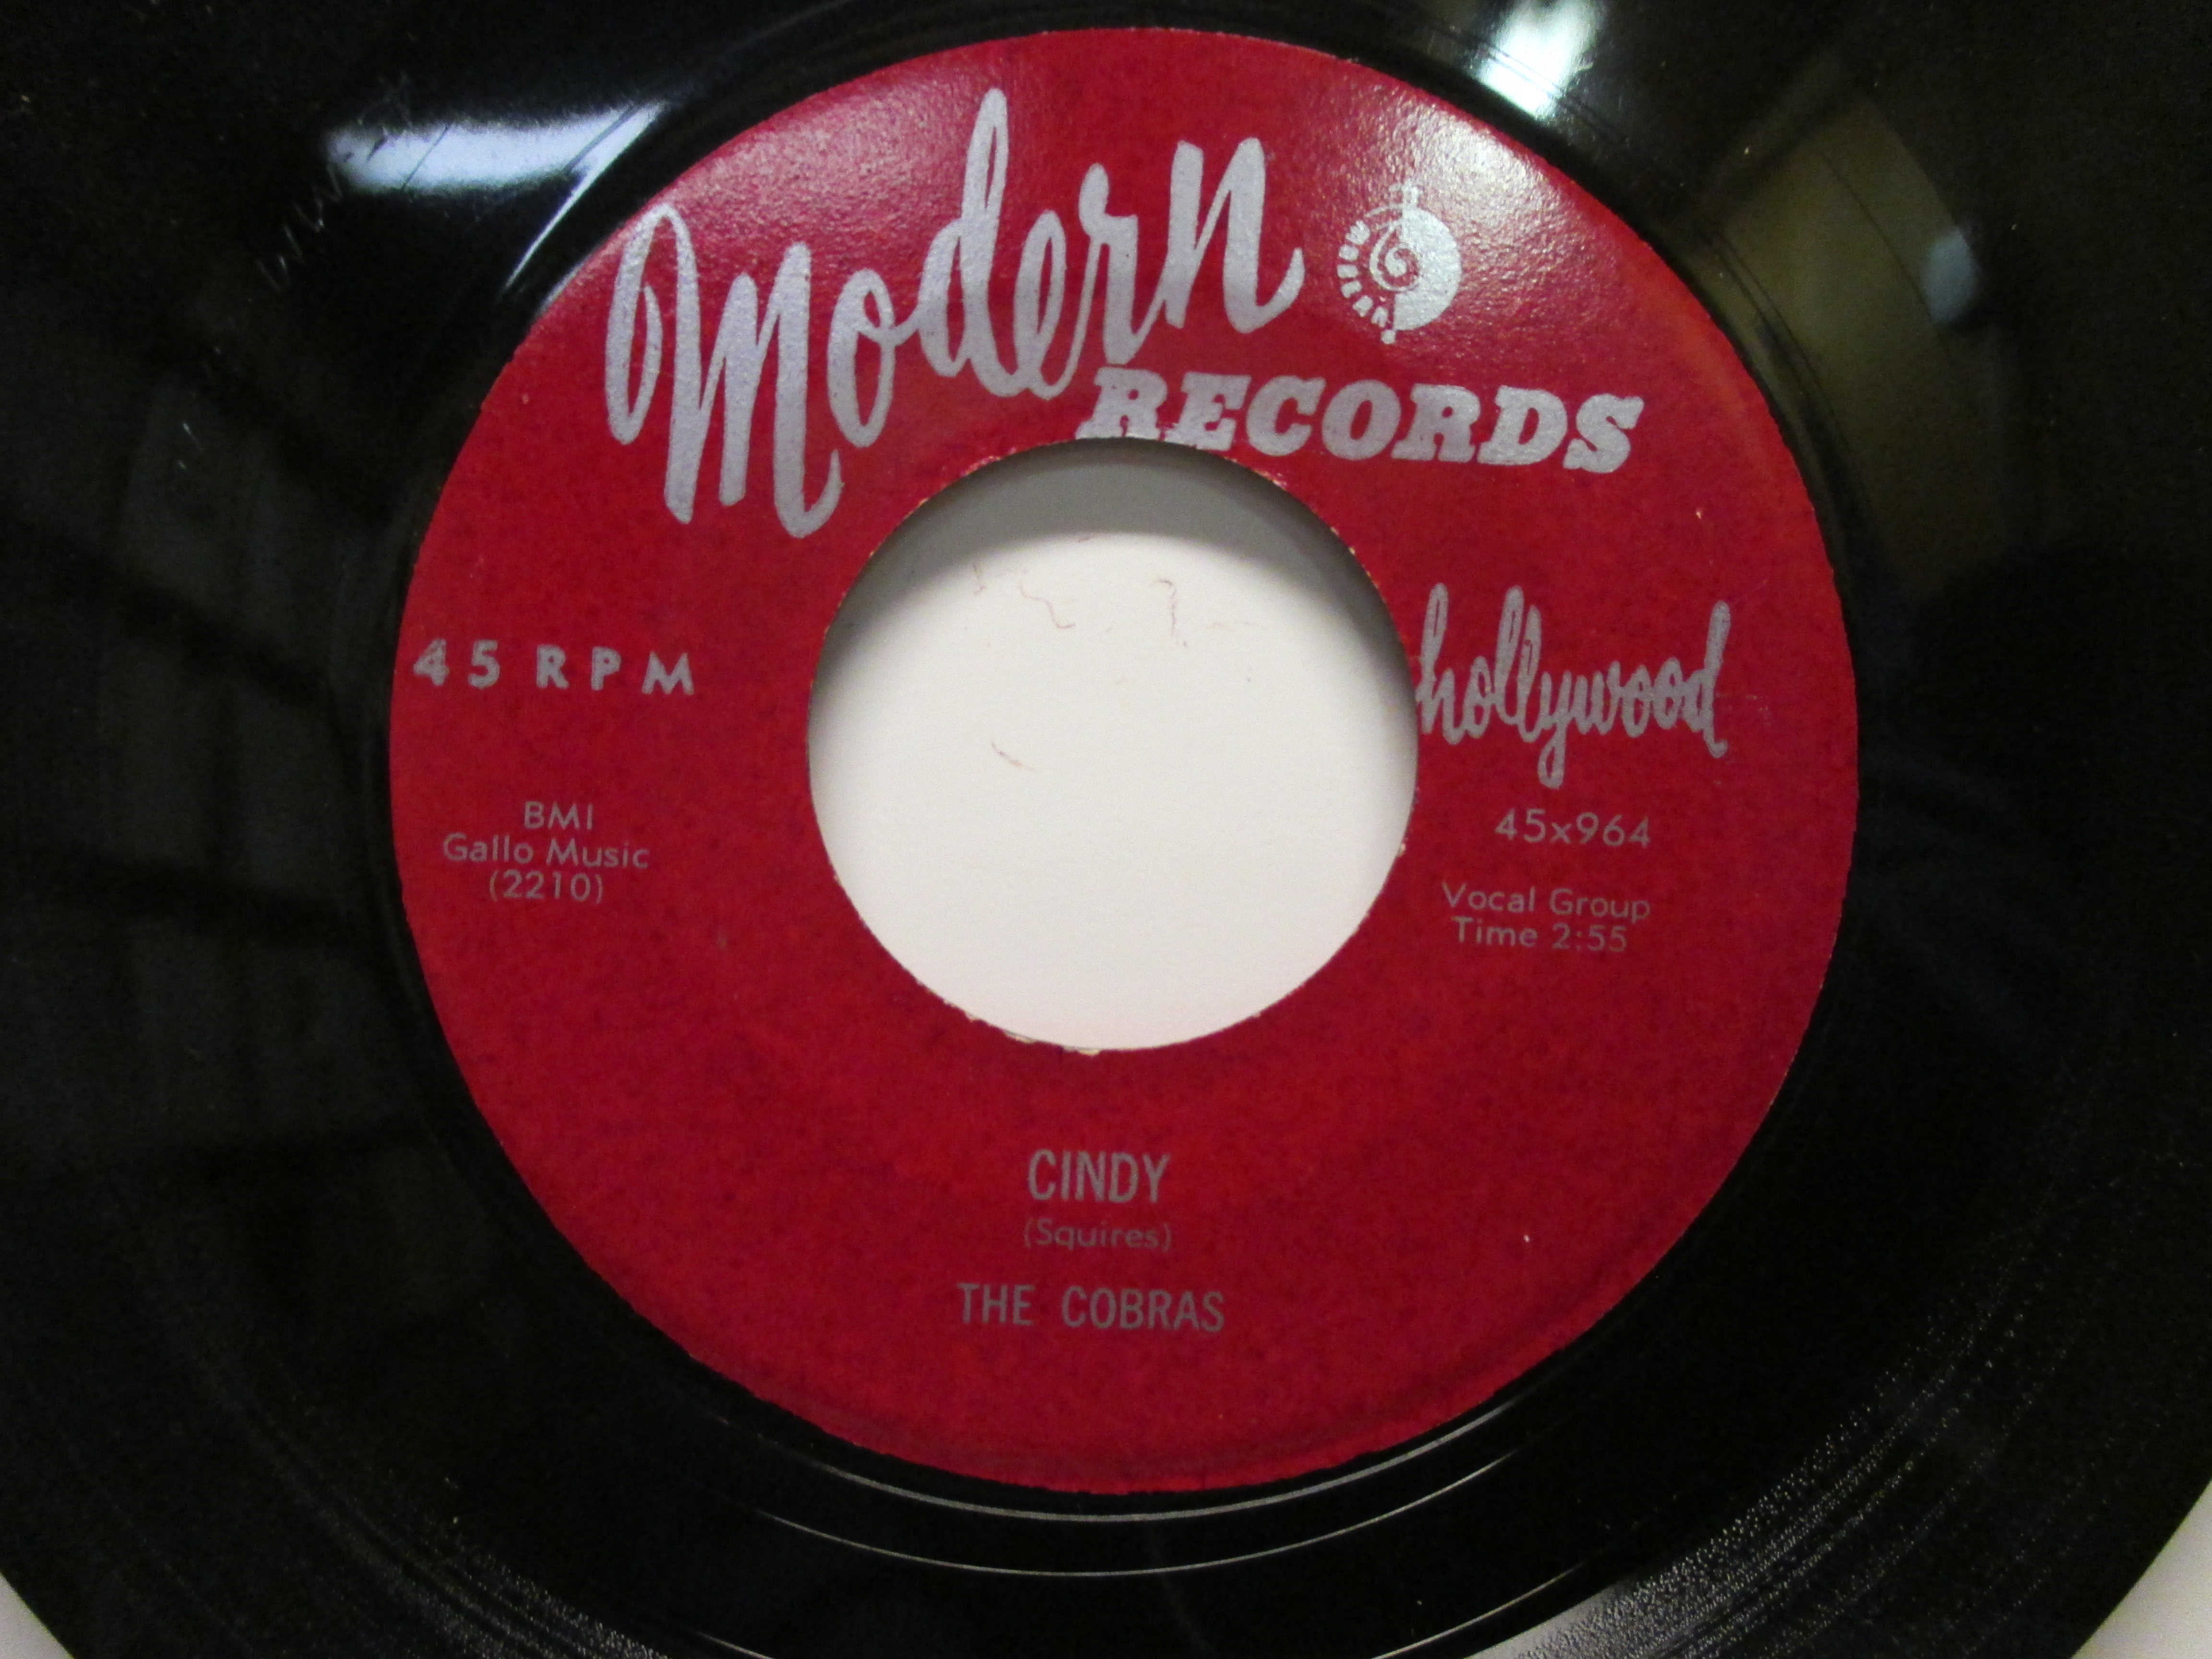 Modern
RECORDS
45 RPM
hollywood
BMI
Gallo Music
(2210)
45x964
Vocal Group
Time 2:55
CINDY
(Squires)
THE COBRAS